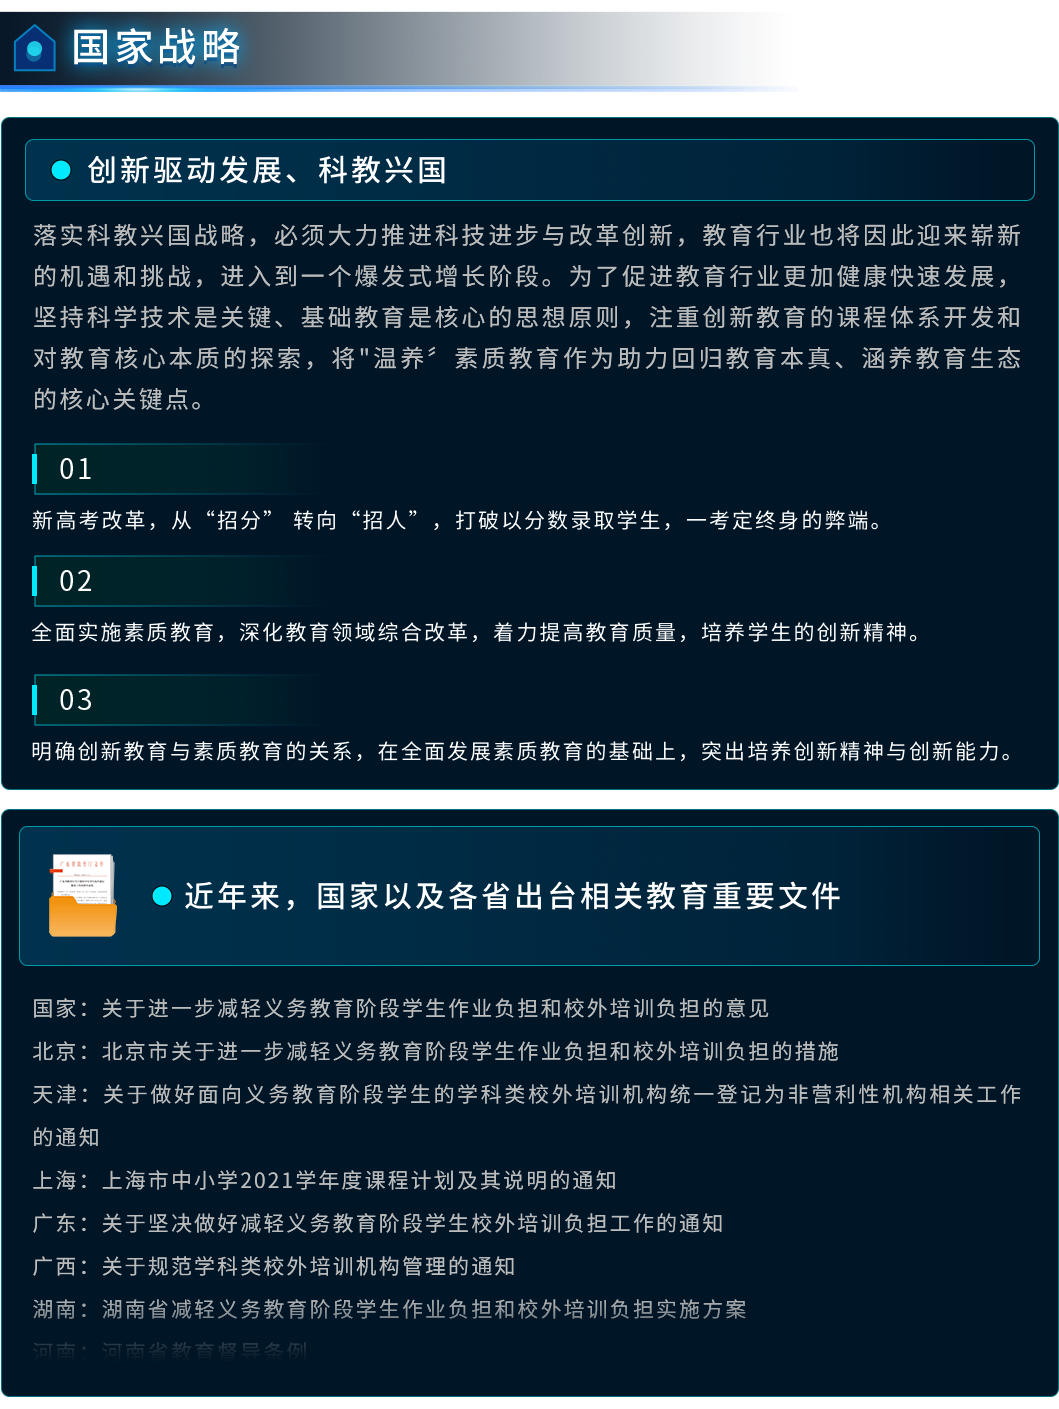 国家战略
创新驱动发展、科教兴国
落实科教兴国战略，必须大力推进科技进步与改革创新，教育行业也将因此迎来崭新
的机遇和挑战，进入到一个爆发式增长阶段。为了促进教育行业更加健康快速发展，
坚持科学技术是关键、基础教育是核心的思想原则，注重创新教育的课程体系开发和
对教育核心本质的探索，将"温养〞素质教育作为助力回归教育本真、涵养教育生态
的核心关键点。
01
新高考改革，从“招分” 转向“招人”，打破以分数录取学生，一考定终身的弊端。
02
全面实施素质教育，深化教育领域综合改革，着力提高教育质量，培养学生的创新精神。
03
明确创新教育与素质教育的关系，在全面发展素质教育的基础上，突出培养创新精神与创新能力。
近年来，国家以及各省出台相关教育重要文件
国家：关于进一步减轻义务教育阶段学生作业负担和校外培训负担的意见
北京：北京市关于进一步减轻义务教育阶段学生作业负担和校外培训负担的措施
天津：关于做好面向义务教育阶段学生的学科类校外培训机构统一登记为非营利性机构相关工作
的通知
上海：上海市中小学2021学年度课程计划及其说明的通知
广东：关于坚决做好减轻义务教育阶段学生校外培训负担工作的通知
广西：关于规范学科类校外培训机构管理的通知
湖南：湖南省减轻义务教育阶段学生作业负担和校外培训负担实施方案
河南：河南省教育督导条例